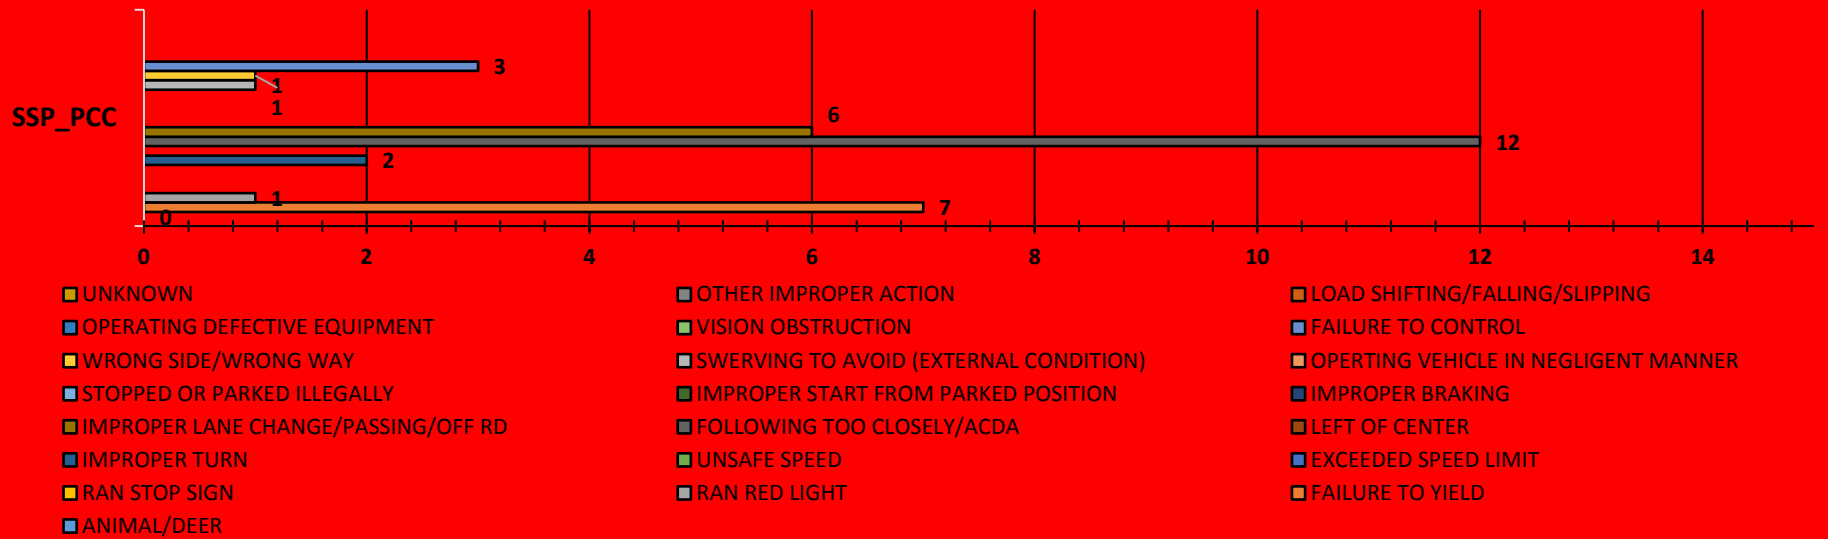 3
1
1
SSP_PCC
6
12
2
1
7
0
0 2 4 6 8 10 12 14
UNKNOWN OTHER IMPROPER ACTION LOAD SHIFTING/FALLING/SLIPPING
OPERATING DEFECTIVE EQUIPMENT VISION OBSTRUCTION FAILURE TO CONTROL
WRONG SIDE/WRONG WAY SWERVING TO AVOID (EXTERNAL CONDITION) OPERTING VEHICLE IN NEGLIGENT MANNER
STOPPED OR PARKED ILLEGALLY IMPROPER START FROM PARKED POSITION IMPROPER BRAKING
IMPROPER LANE CHANGE/PASSING/OFF RD FOLLOWING TOO CLOSELY/ACDA LEFT OF CENTER
IMPROPER TURN UNSAFE SPEED EXCEEDED SPEED LIMIT
RAN STOP SIGN RAN RED LIGHT FAILURE TO YIELD
ANIMAL/DEER